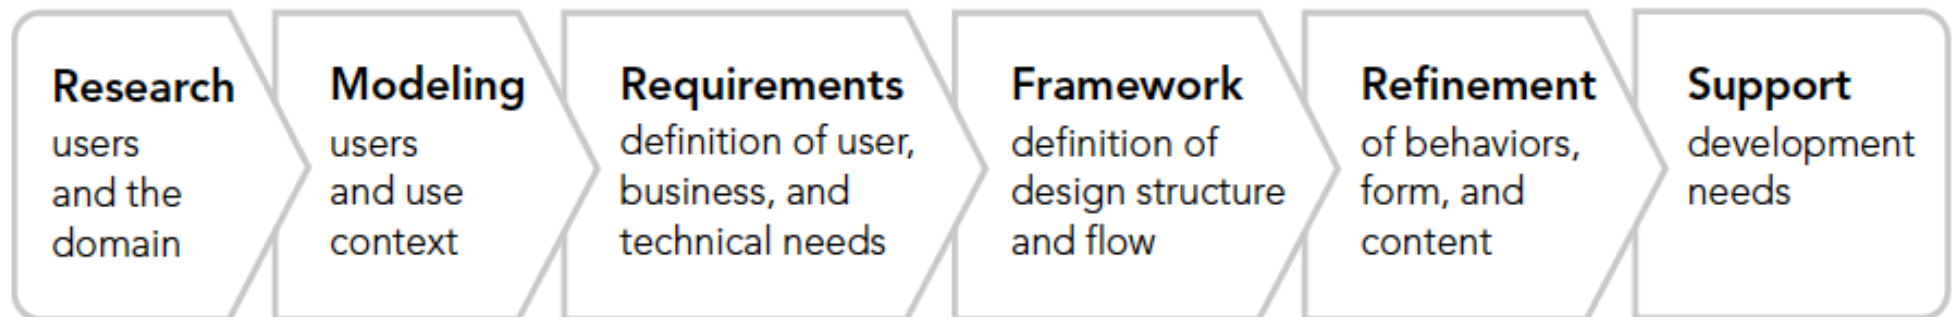 Research
users
and the
domain
Modeling
users
and use
context
Requirements
definition of user,
business, and
technical needs
Framework
definition of
design structure
and flow
Refinement
of behaviors,
form, and
content
Support
development
needs